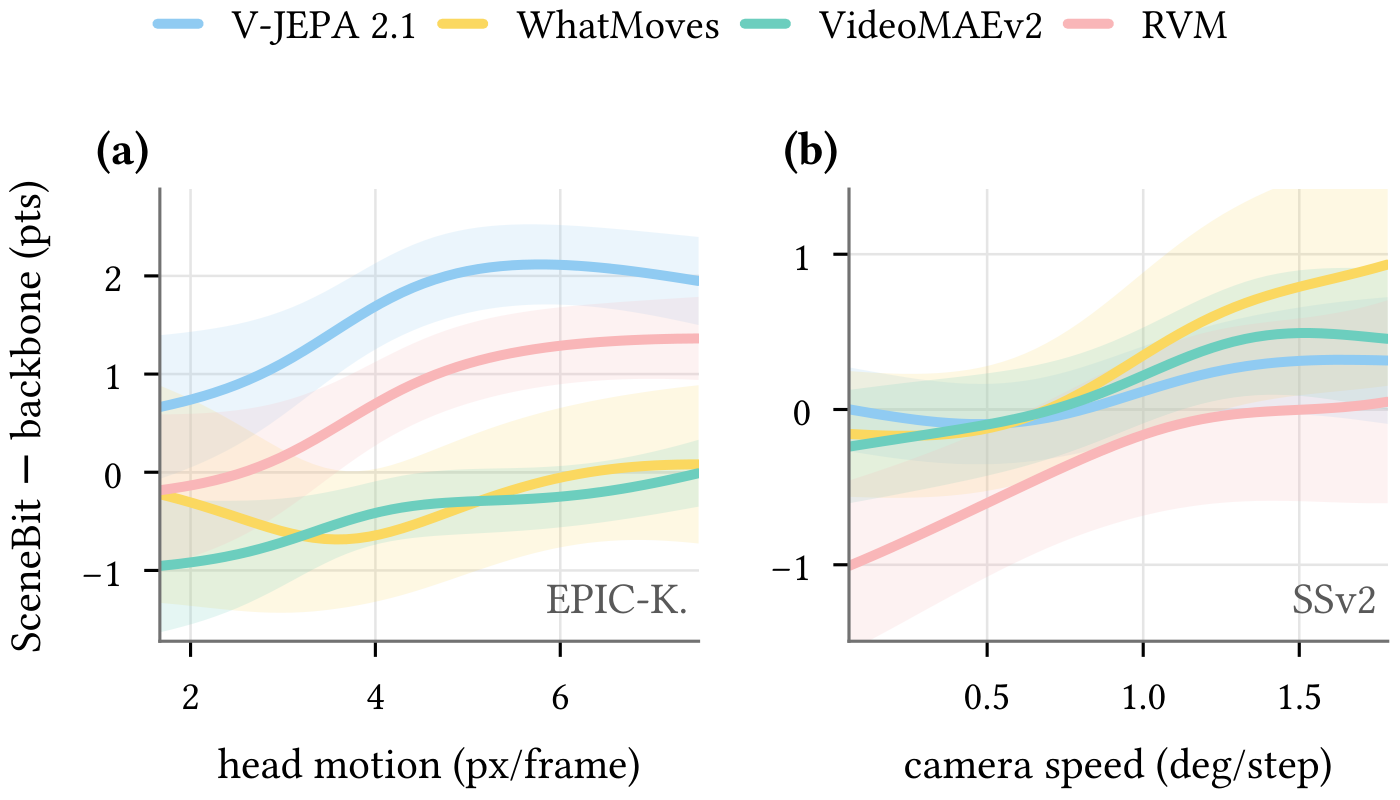 V-JEPA 2.1 WhatMoves VideoMAEv2 RVM
(a)
SceneBit − backbone (pts)
2
1
0
−1
EPIC-K.
2 4 6
head motion (px/frame)
(b)
1
0
−1
SSv2
0.5 1.0 1.5
camera speed (deg/step)